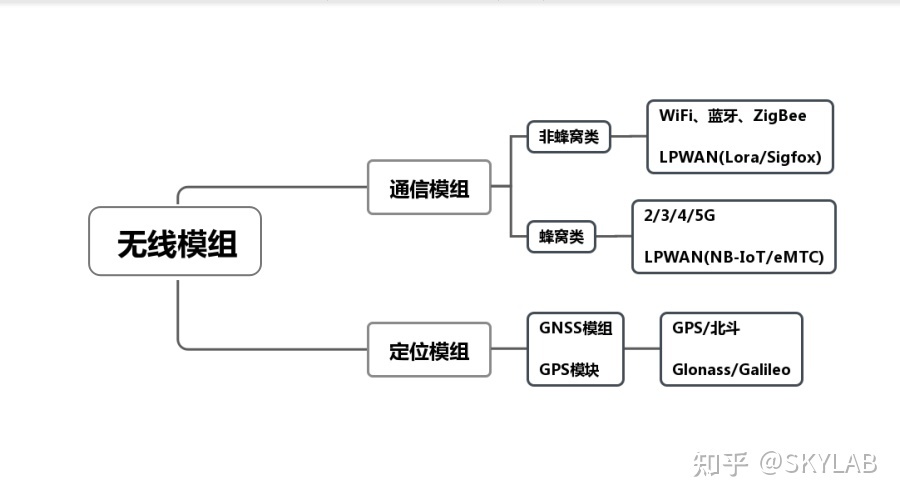 无线模组
通信模组
非蜂窝类
WiFi、蓝牙、ZigBee
LPWAN(Lora/Sigfox)
蜂窝类
2/3/4/5G
LPWAN(NB-IoT/eMTC)
定位模组
GNSS模组
GPS模块
GPS/北斗
Glonass/Galileo
知乎 @SKYLAB